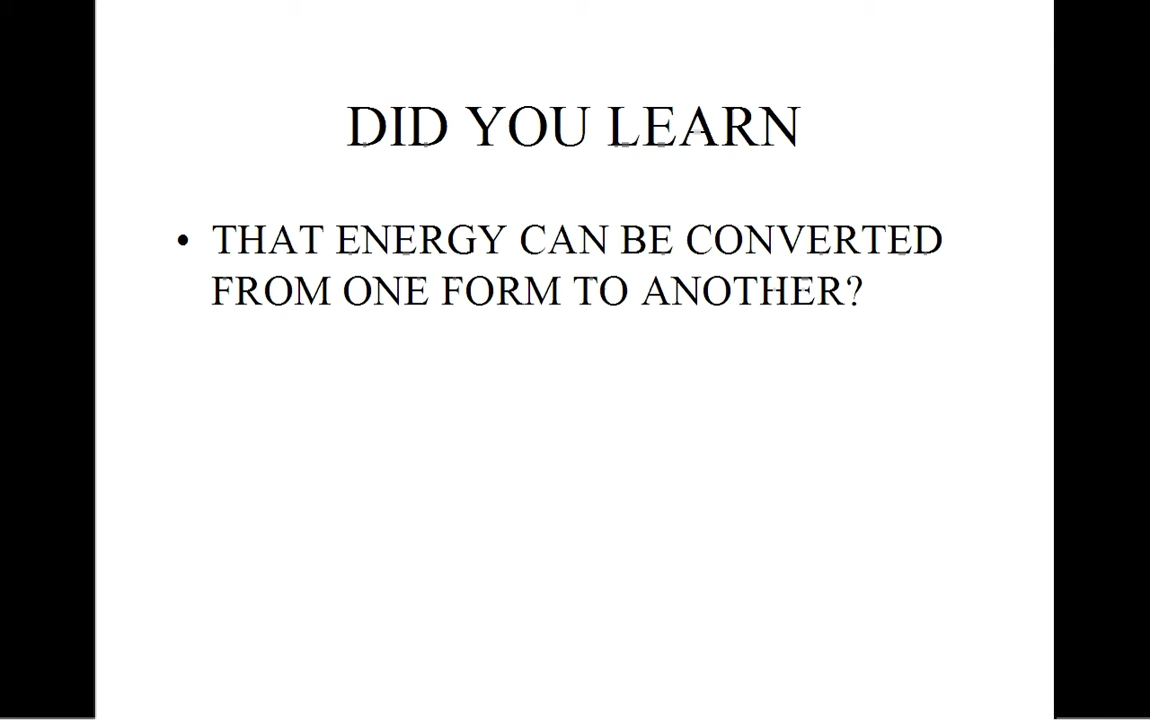 DID YOU LEARN
• THAT ENERGY CAN BE CONVERTED
FROM ONE FORM TO ANOTHER?